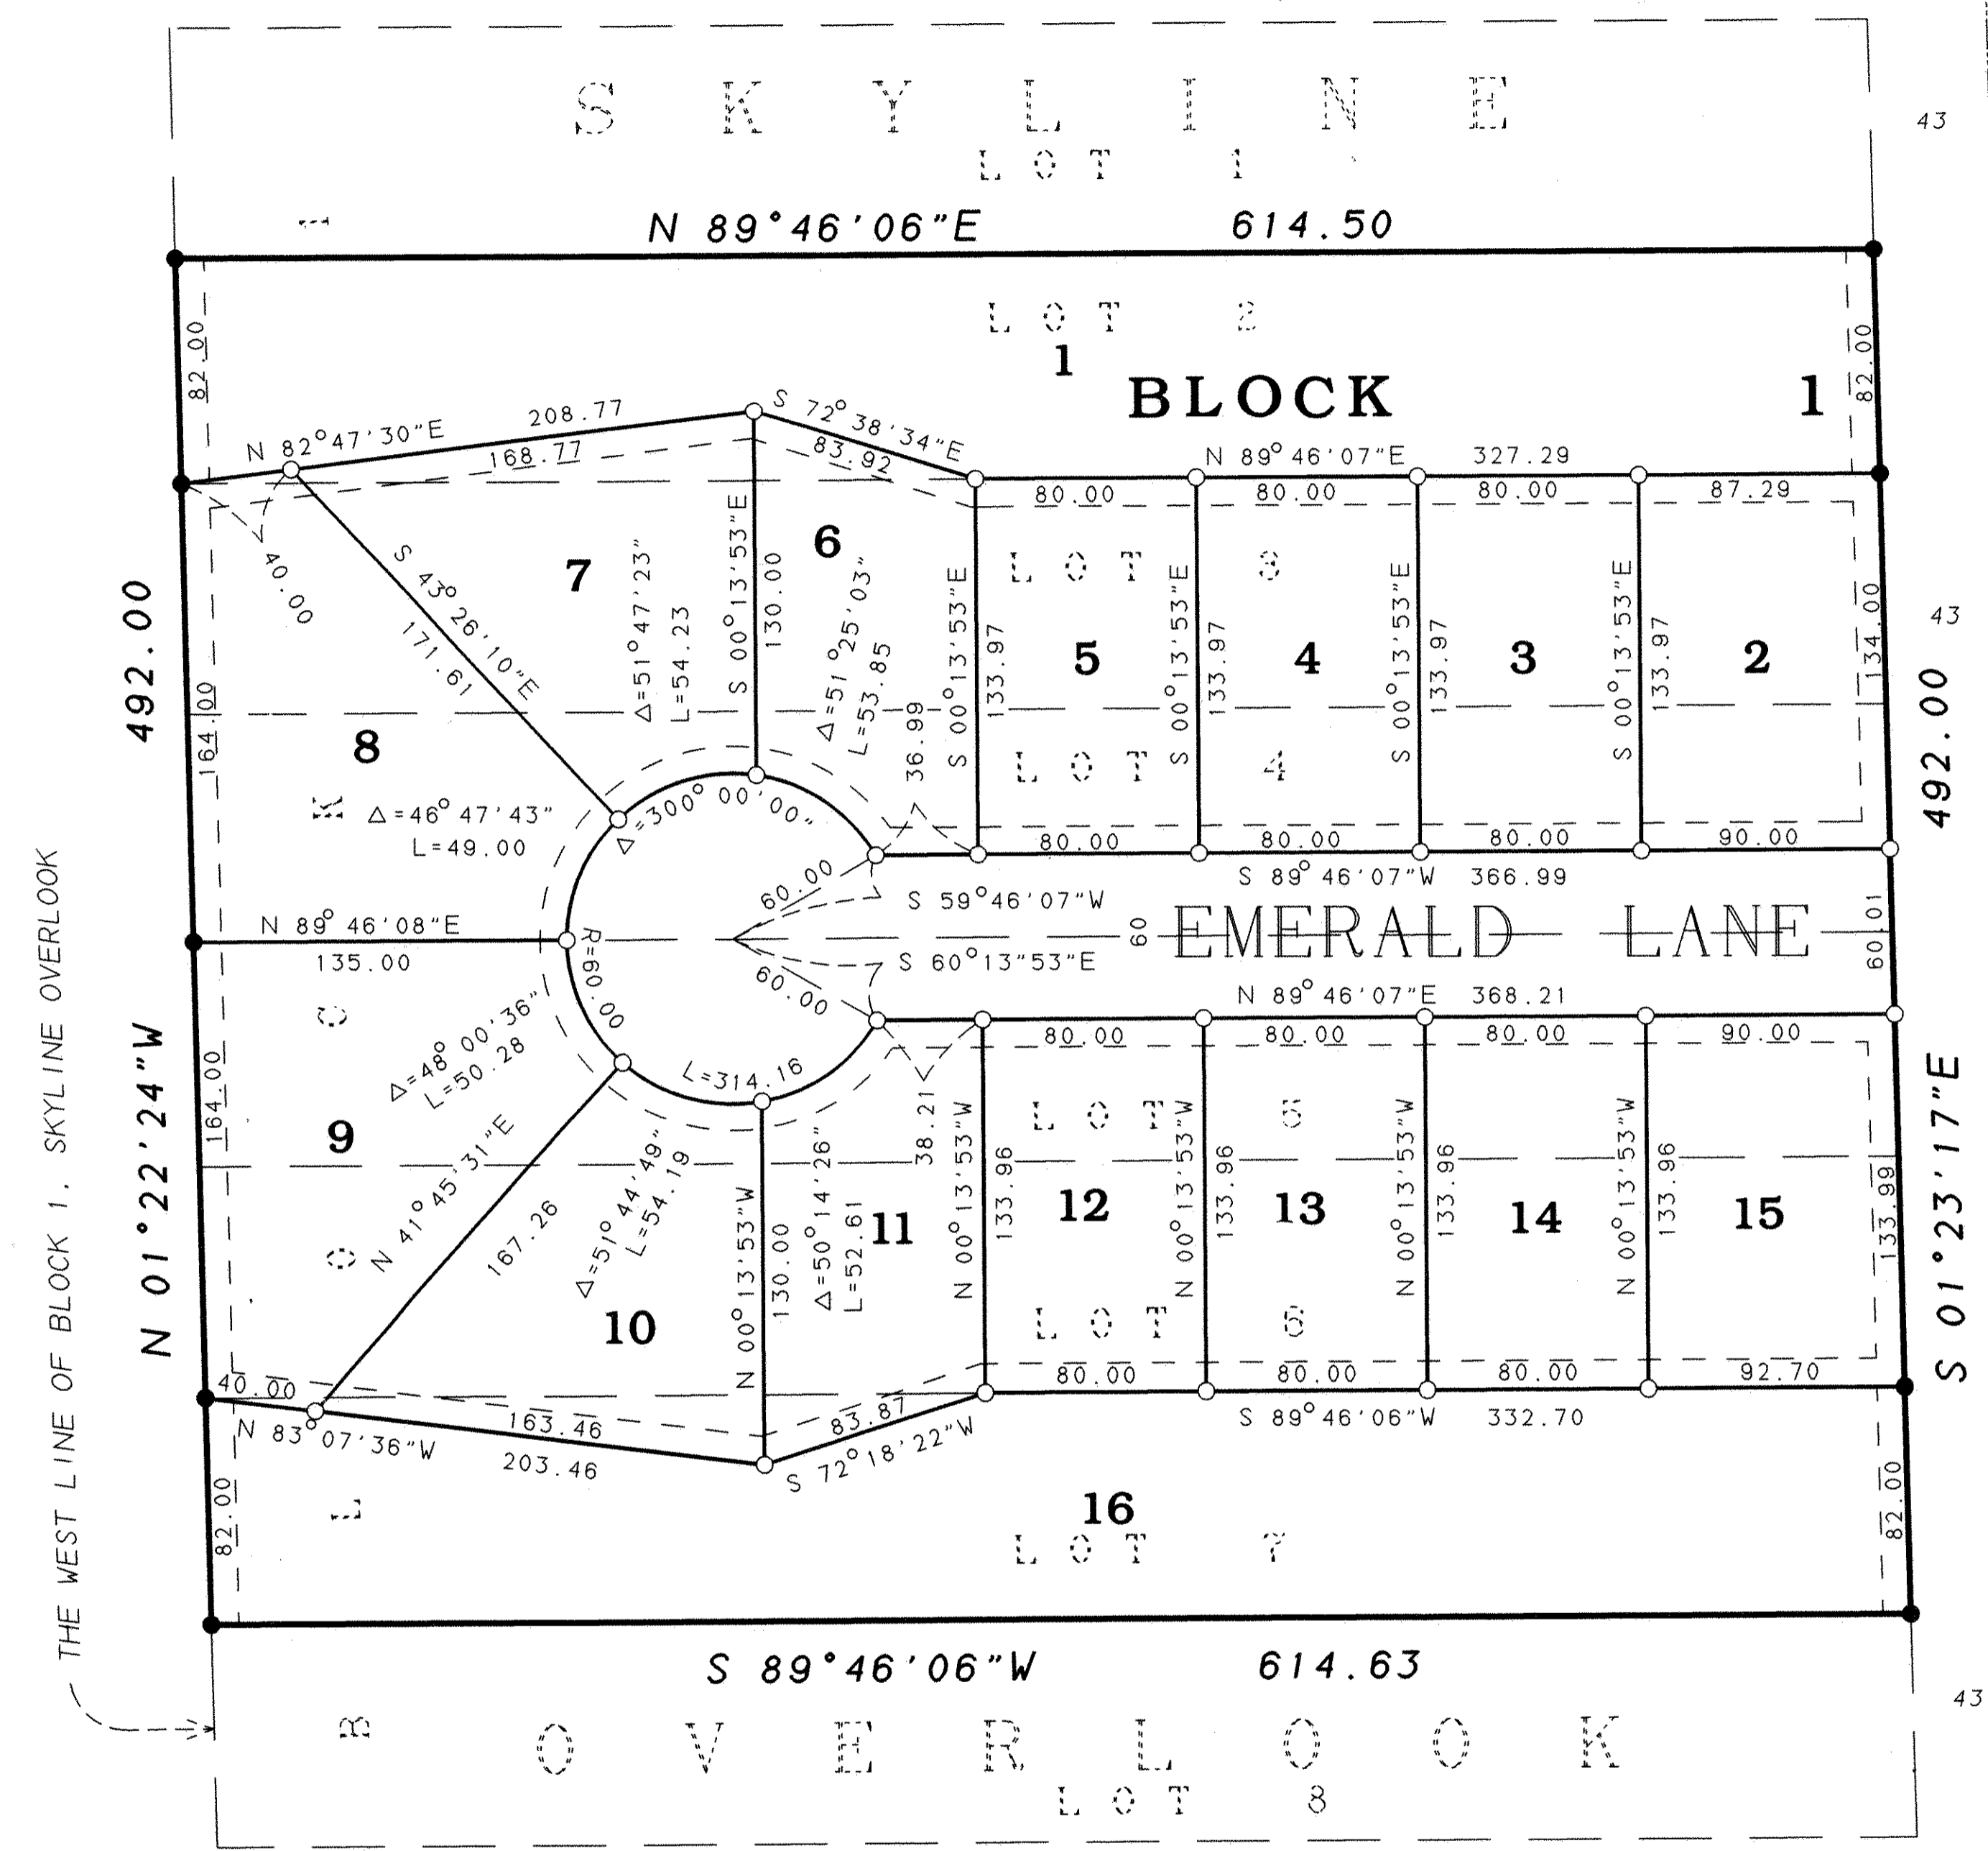 SKYLINE
LOT 1
43
1
N 89°46'06"E 614.50
LOT 2
1
BLOCK 1
82.00
82.00
N 82°47'30"E 208.77
168.77
S 72°38'34"E
83.92
N 89°46'07"E 327.29
80.00 80.00 80.00 87.29
40.00
S 43°26'10"E
171.61
7
Δ=51°47'23"
L=54.23
S 00°13'53"E
130.00
6
Δ=51°25'03"
L=53.85
36.99
S 00°13'53"E
133.97
LOT 3
5
S 00°13'53"E
133.97
4
S 00°13'53"E
133.97
3
S 00°13'53"E
133.97
2
134.00
43
492.00
492.00
164.00
8
K
Δ=46°47'43"
L=49.00
LOT 4
Δ=300°00'00"
80.00 80.00 80.00 90.00
S 89°46'07"W 366.99
60.00
S 59°46'07"W
N 89°46'08"E
135.00
R=60.00
60
EMERALD LANE
60.01
S 60°13'53"E
60.00
N 89°46'07"E 368.21
80.00 80.00 80.00 90.00
C
Δ=48°00'36"
L=50.28
L=314.16
164.00
9
N 41°45'31"E
167.26
O
Δ=51°44'49"
L=54.19
10
N 00°13'53"W
130.00
Δ=50°14'26"
L=52.61
11
38.21
N 00°13'53"W
133.96
LOT 5
12
N 00°13'53"W
133.96
13
N 00°13'53"W
133.96
14
N 00°13'53"W
133.96
15
133.99
LOT 6
N 01°22'24"W
S 01°23'17"E
40.00
N 83°07'36"W
163.46
203.46
83.87
S 72°18'22"W
80.00 80.00 80.00 92.70
S 89°46'06"W 332.70
82.00
82.00
L
16
LOT 7
S 89°46'06"W 614.63
THE WEST LINE OF BLOCK 1, SKYLINE OVERLOOK
43
B
OVERLOOK
LOT 8